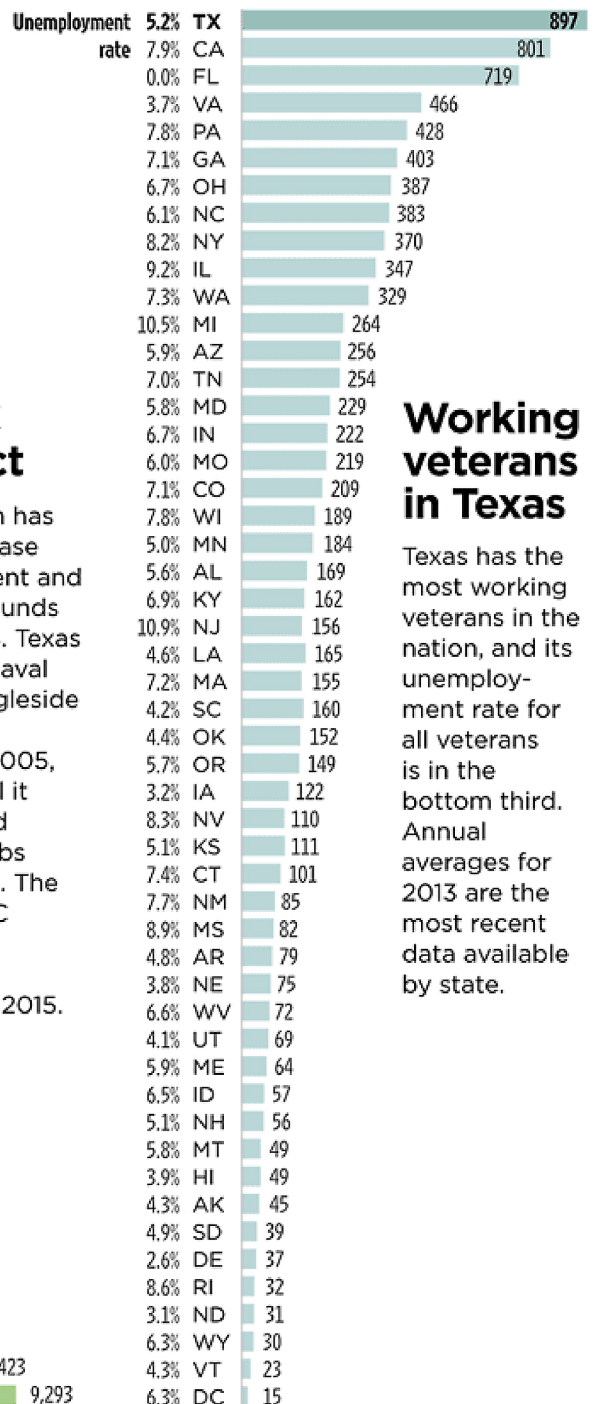 Unemployment 5.2% TX 897
rate 7.9% CA 801
0.0% FL 719
3.7% VA 466
7.8% PA 428
7.1% GA 403
6.7% OH 387
6.1% NC 383
8.2% NY 370
9.2% IL 347
7.3% WA 329
10.5% MI 264
5.9% AZ 256
7.0% TN 254
5.8% MD 229
6.7% IN 222
6.0% MO 219
7.1% CO 209
7.8% WI 189
5.0% MN 184
5.6% AL 169
6.9% KY 162
10.9% NJ 156
4.6% LA 165
7.2% MA 155
4.2% SC 160
4.4% OK 152
5.7% OR 149
3.2% IA 122
8.3% NV 110
5.1% KS 111
7.4% CT 101
7.7% NM 85
8.9% MS 82
4.8% AR 79
3.8% NE 75
6.6% WV 72
4.1% UT 69
5.9% ME 64
6.5% ID 57
5.1% NH 56
5.8% MT 49
3.9% HI 49
4.3% AK 45
4.9% SD 39
2.6% DE 37
8.6% RI 32
3.1% ND 31
6.3% WY 30
4.3% VT 23
6.3% DC 15
Working
veterans
in Texas
Texas has the
most working
veterans in the
nation, and its
unemploy-
ment rate for
all veterans
is in the
bottom third.
Annual
averages for
2013 are the
most recent
data available
by state.
ct
has
ase
ent and
unds
. Texas
aval
gleside
005,
it
bs
. The
2015.
423
9,293